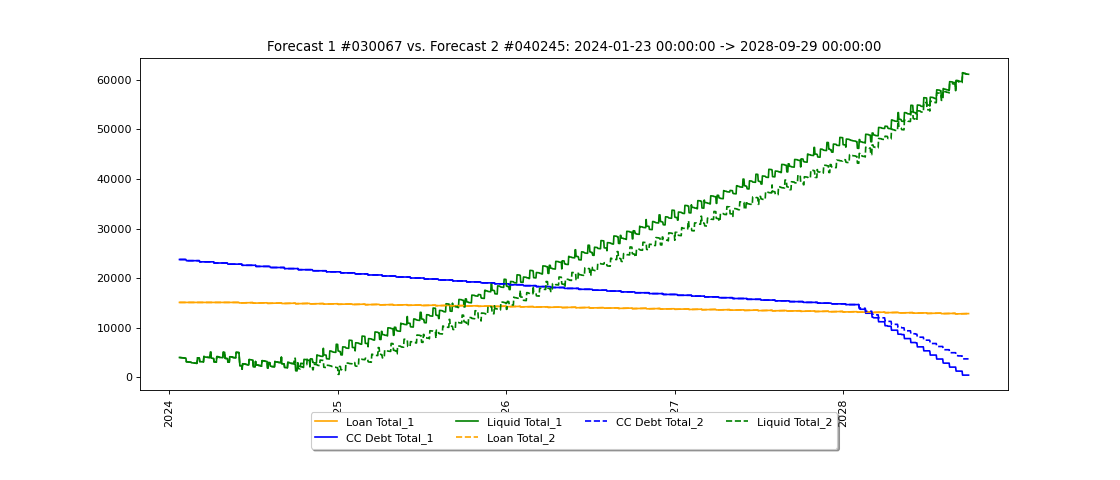 Forecast 1 #030067 vs. Forecast 2 #040245: 2024-01-23 00:00:00 -> 2028-09-29 00:00:00
60000
50000
40000
30000
20000
10000
0
2024
25
26
27
2028
Loan Total_1
Liquid Total_1
CC Debt Total_2
Liquid Total_2
CC Debt Total_1
Loan Total_2